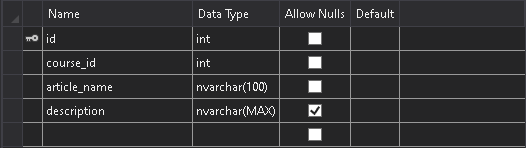 Name Data Type Allow Nulls Default
id int
course_id int
article_name nvarchar(100)
description nvarchar(MAX)